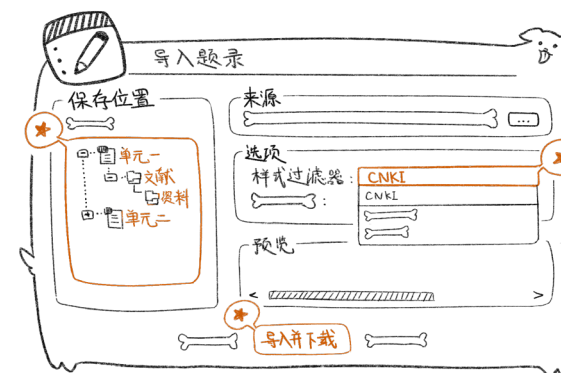 导入题录
保存位置
单元一
文献
资料
单元二
来源
...
选项
样式过滤器:
CNKI
CNKI
:
预览
< >
导入并下载